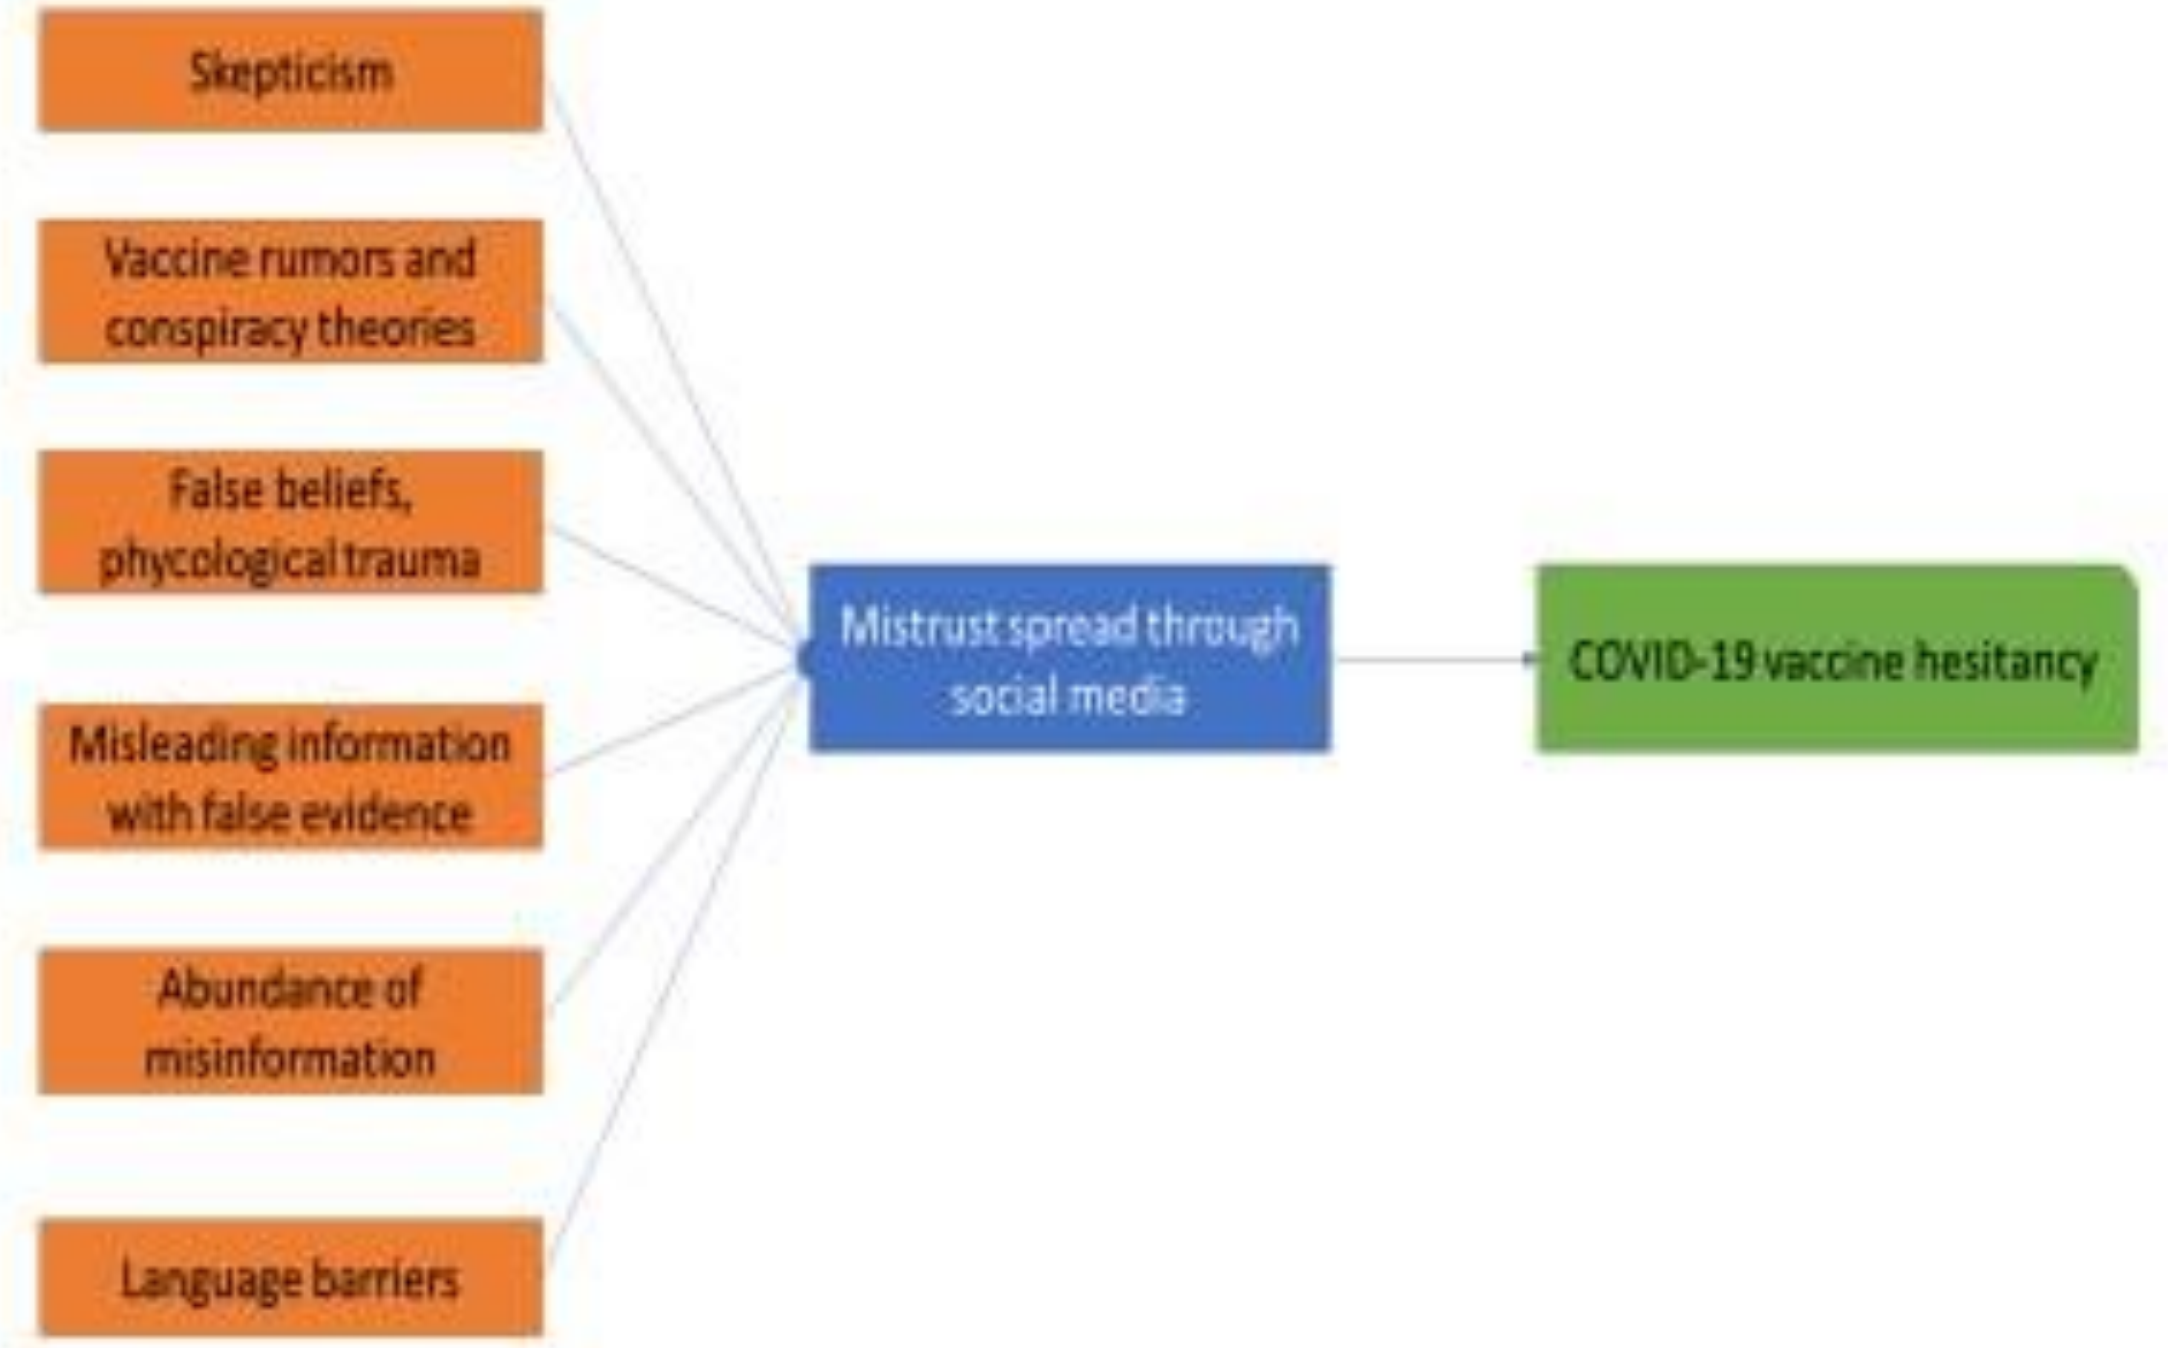 Skepticism
Vaccine rumors and
conspiracy theories
False beliefs,
phycological trauma
Misleading information
with false evidence
Abundance of
misinformation
Language barriers
Mistrust spread through
social media
COVID-19 vaccine hesitancy